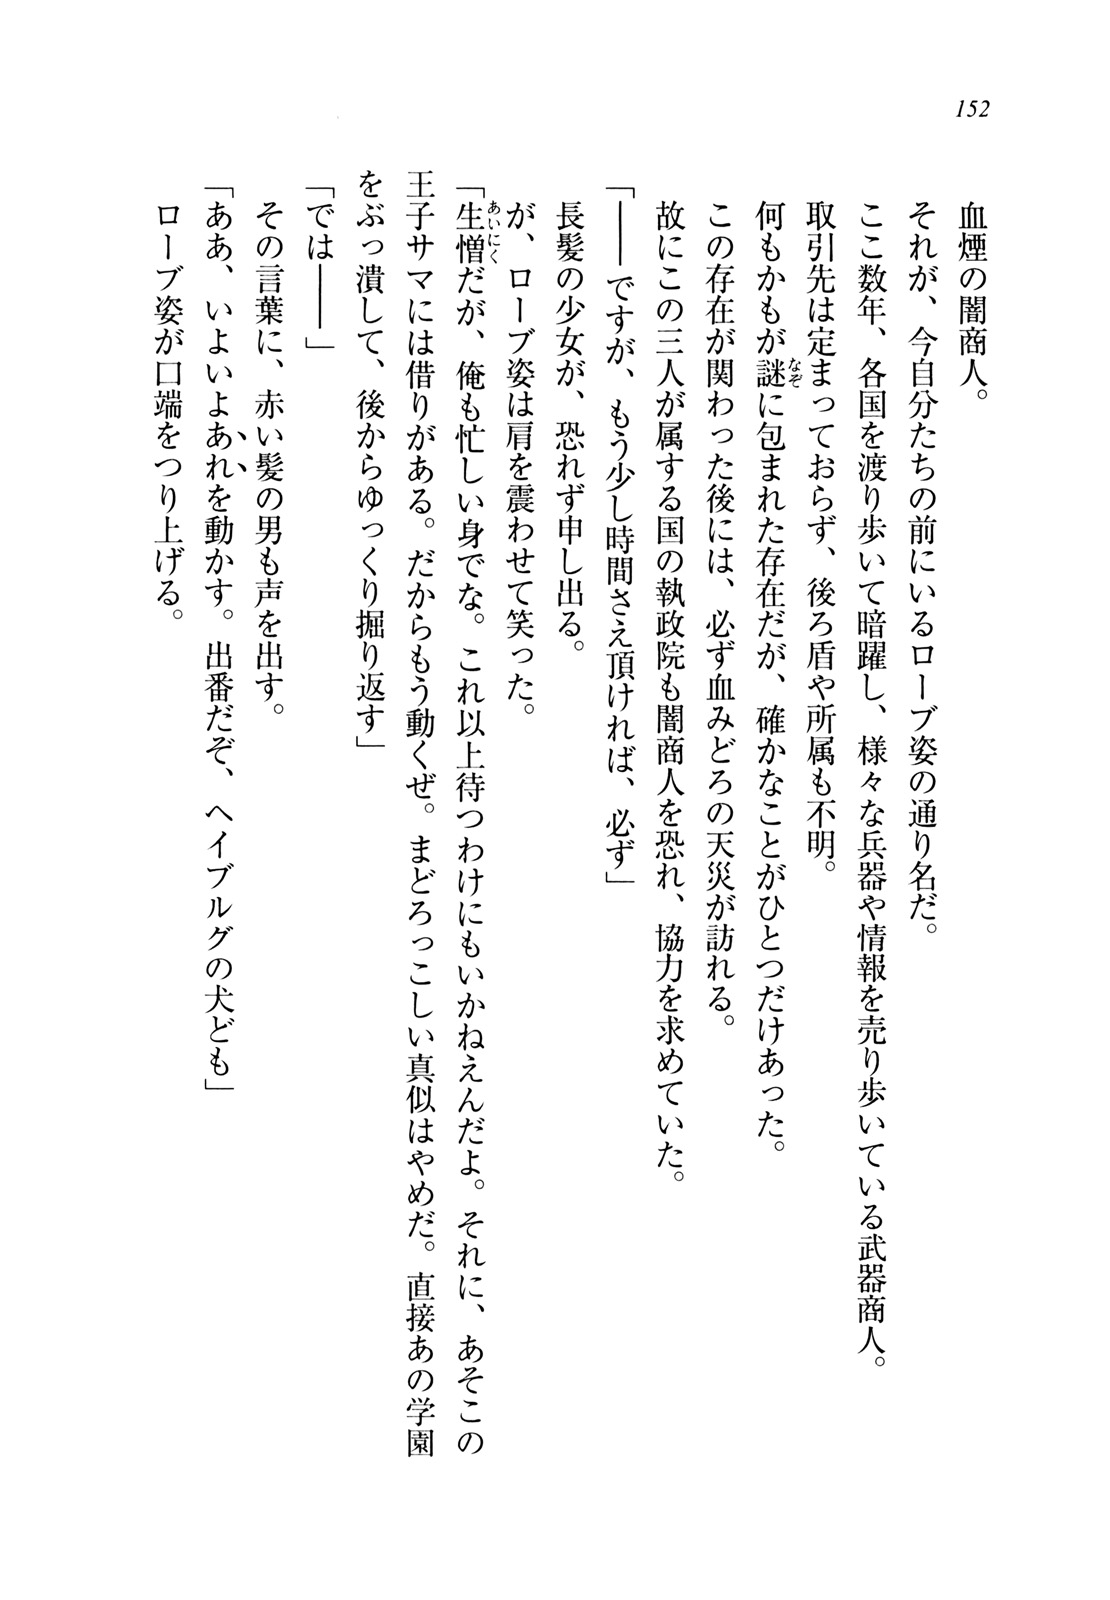 152
血煙の闇商人。
それが、今自分たちの前にいるローブ姿の通り名だ。
ここ数年、各国を渡り歩いて暗躍し、様々な兵器や情報を売り歩いている武器商人。
取引先は定まっておらず、後ろ盾や所属も不明。
何もかもが謎に包まれた存在だが、確かなことがひとつだけあった。
この存在が関わった後には、必ず血みどろの天災が訪れる。
故にこの三人が属する国の執政院も闇商人を恐れ、協力を求めていた。
「――ですが、もう少し時間さえ頂ければ、必ず」
長髪の少女が、恐れず申し出る。
が、ローブ姿は肩を震わせて笑った。
「生憎だが、俺も忙しい身でな。これ以上待つわけにもいかねえんだよ。それに、あそこの
王子サマには借りがある。だからもう動くぜ。まどろっこしい真似はやめだ。直接あの学園
をぶっ潰して、後からゆっくり掘り返す」
「では――」
その言葉に、赤い髪の男も声を出す。
「ああ、いよいよあれを動かす。出番だぞ、ヘイブルグの犬ども」
ローブ姿が口端をつり上げる。